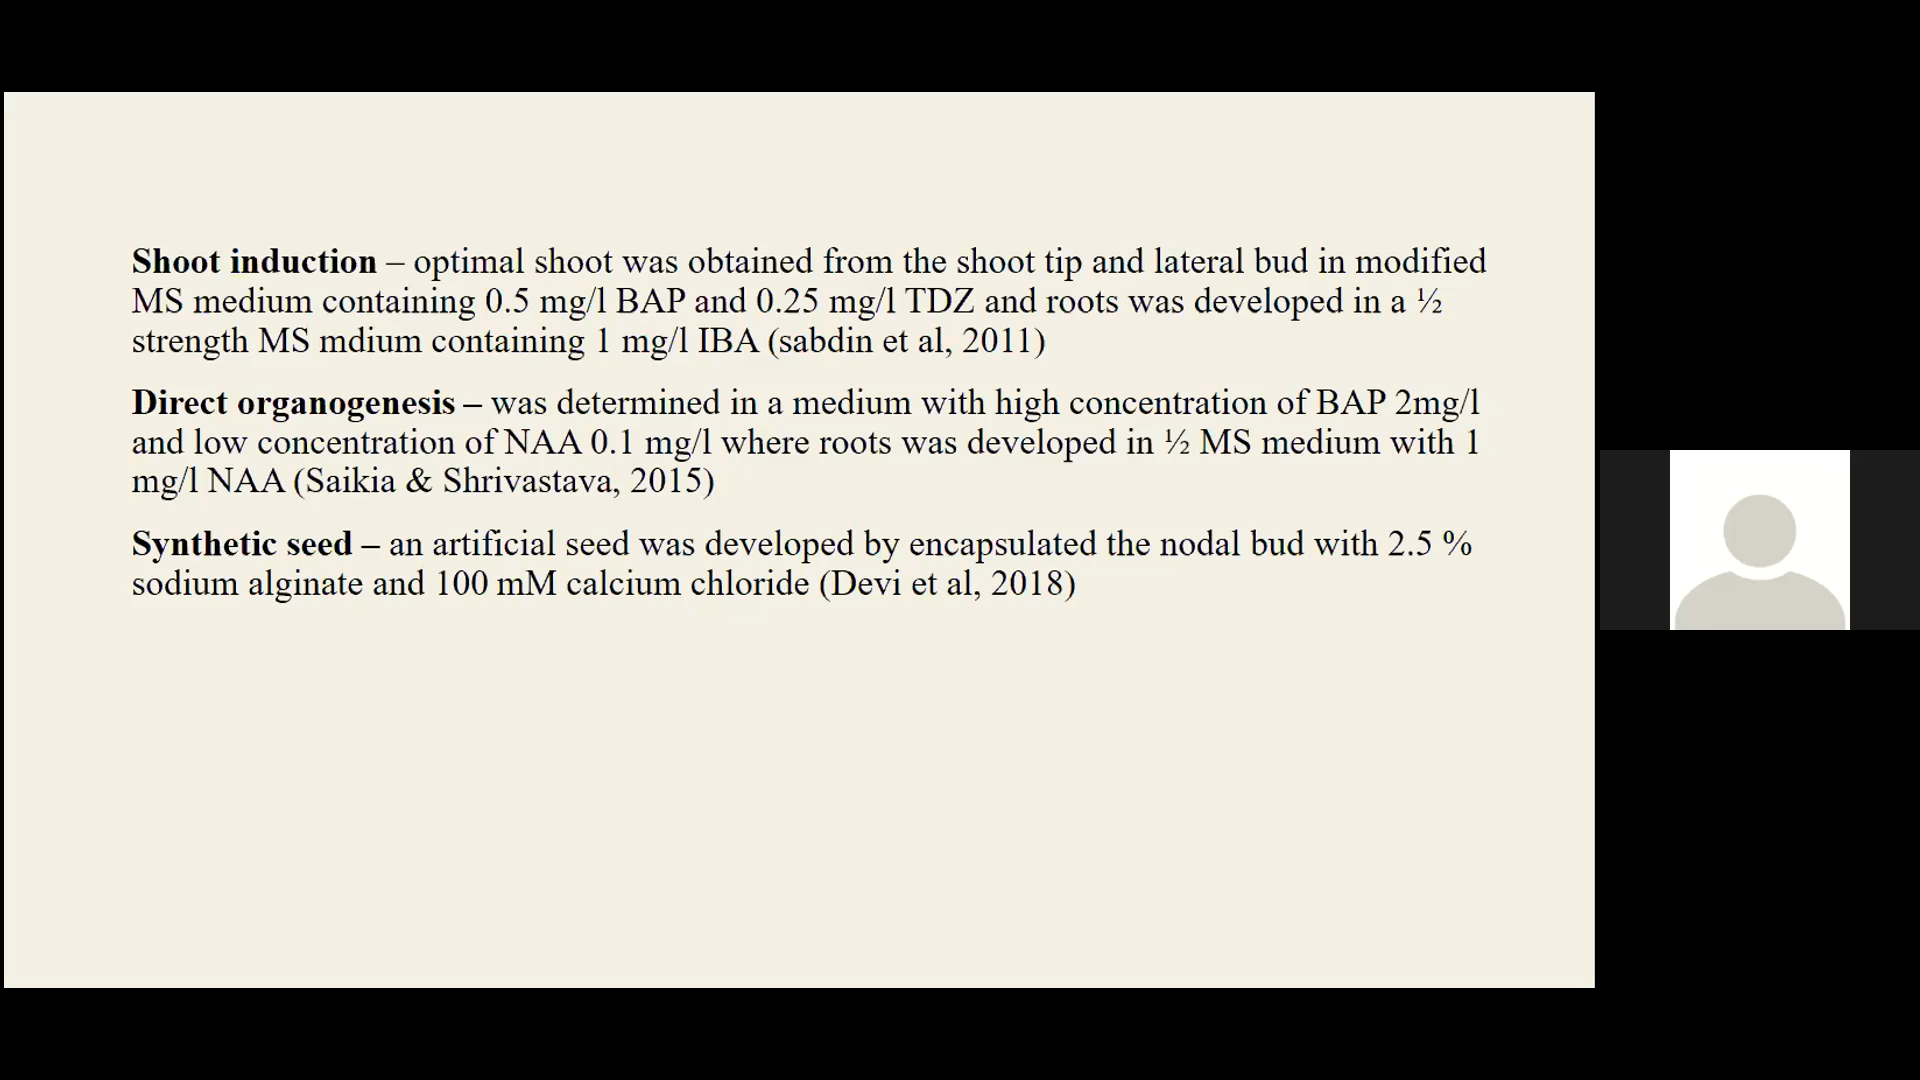 Shoot induction – optimal shoot was obtained from the shoot tip and lateral bud in modified
MS medium containing 0.5 mg/l BAP and 0.25 mg/l TDZ and roots was developed in a ½
strength MS mdium containing 1 mg/l IBA (sabdin et al, 2011)
Direct organogenesis – was determined in a medium with high concentration of BAP 2mg/l
and low concentration of NAA 0.1 mg/l where roots was developed in ½ MS medium with 1
mg/l NAA (Saikia & Shrivastava, 2015)
Synthetic seed – an artificial seed was developed by encapsulated the nodal bud with 2.5 %
sodium alginate and 100 mM calcium chloride (Devi et al, 2018)